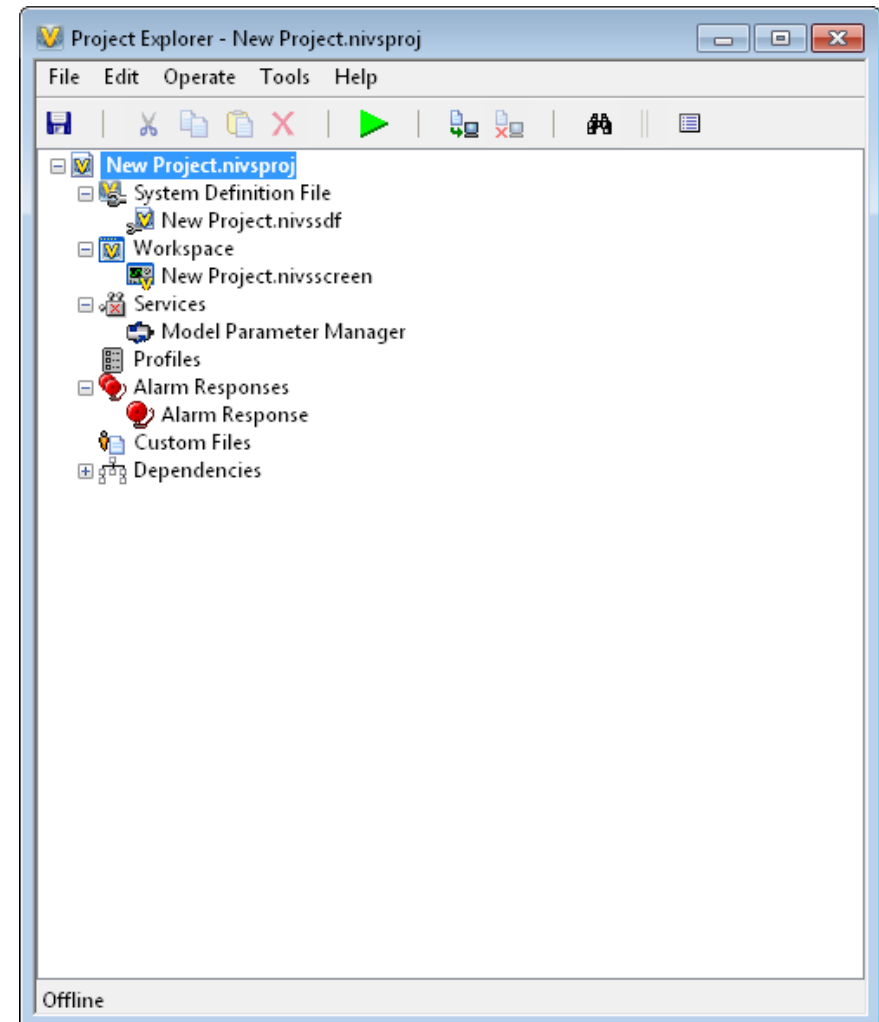 Project Explorer - New Project.nivsproj
File Edit Operate Tools Help
New Project.nivsproj
System Definition File
New Project.nivssdf
Workspace
New Project.nivsscreen
Services
Model Parameter Manager
Profiles
Alarm Responses
Alarm Response
Custom Files
Dependencies
Offline